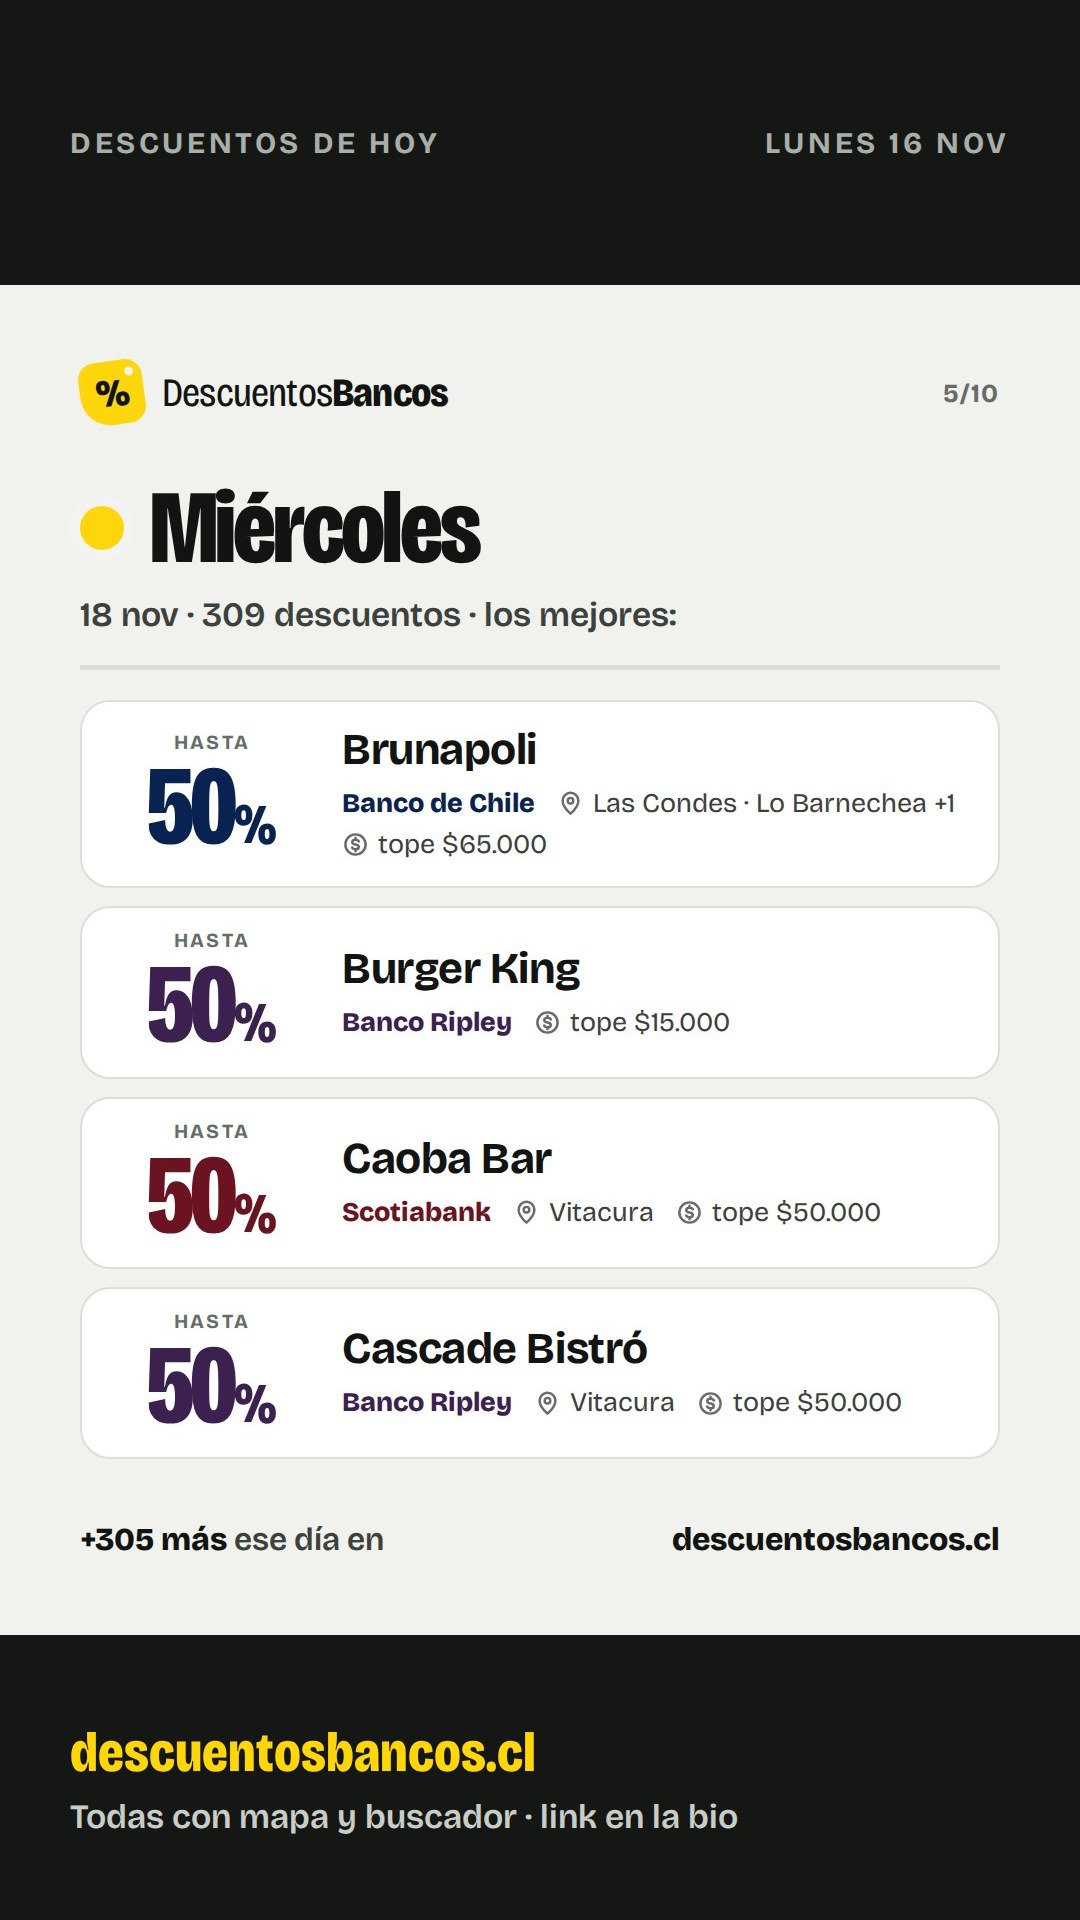 DESCUENTOS DE HOY
LUNES 16 NOV
% DescuentosBancos
5/10
Miércoles
18 nov · 309 descuentos · los mejores:
HASTA
50%
Brunapoli
Banco de Chile Las Condes · Lo Barnechea +1
$ tope $65.000
HASTA
50%
Burger King
Banco Ripley $ tope $15.000
HASTA
50%
Caoba Bar
Scotiabank Vitacura $ tope $50.000
HASTA
50%
Cascade Bistró
Banco Ripley Vitacura $ tope $50.000
+305 más ese día en
descuentosbancos.cl
descuentosbancos.cl
Todas con mapa y buscador · link en la bio